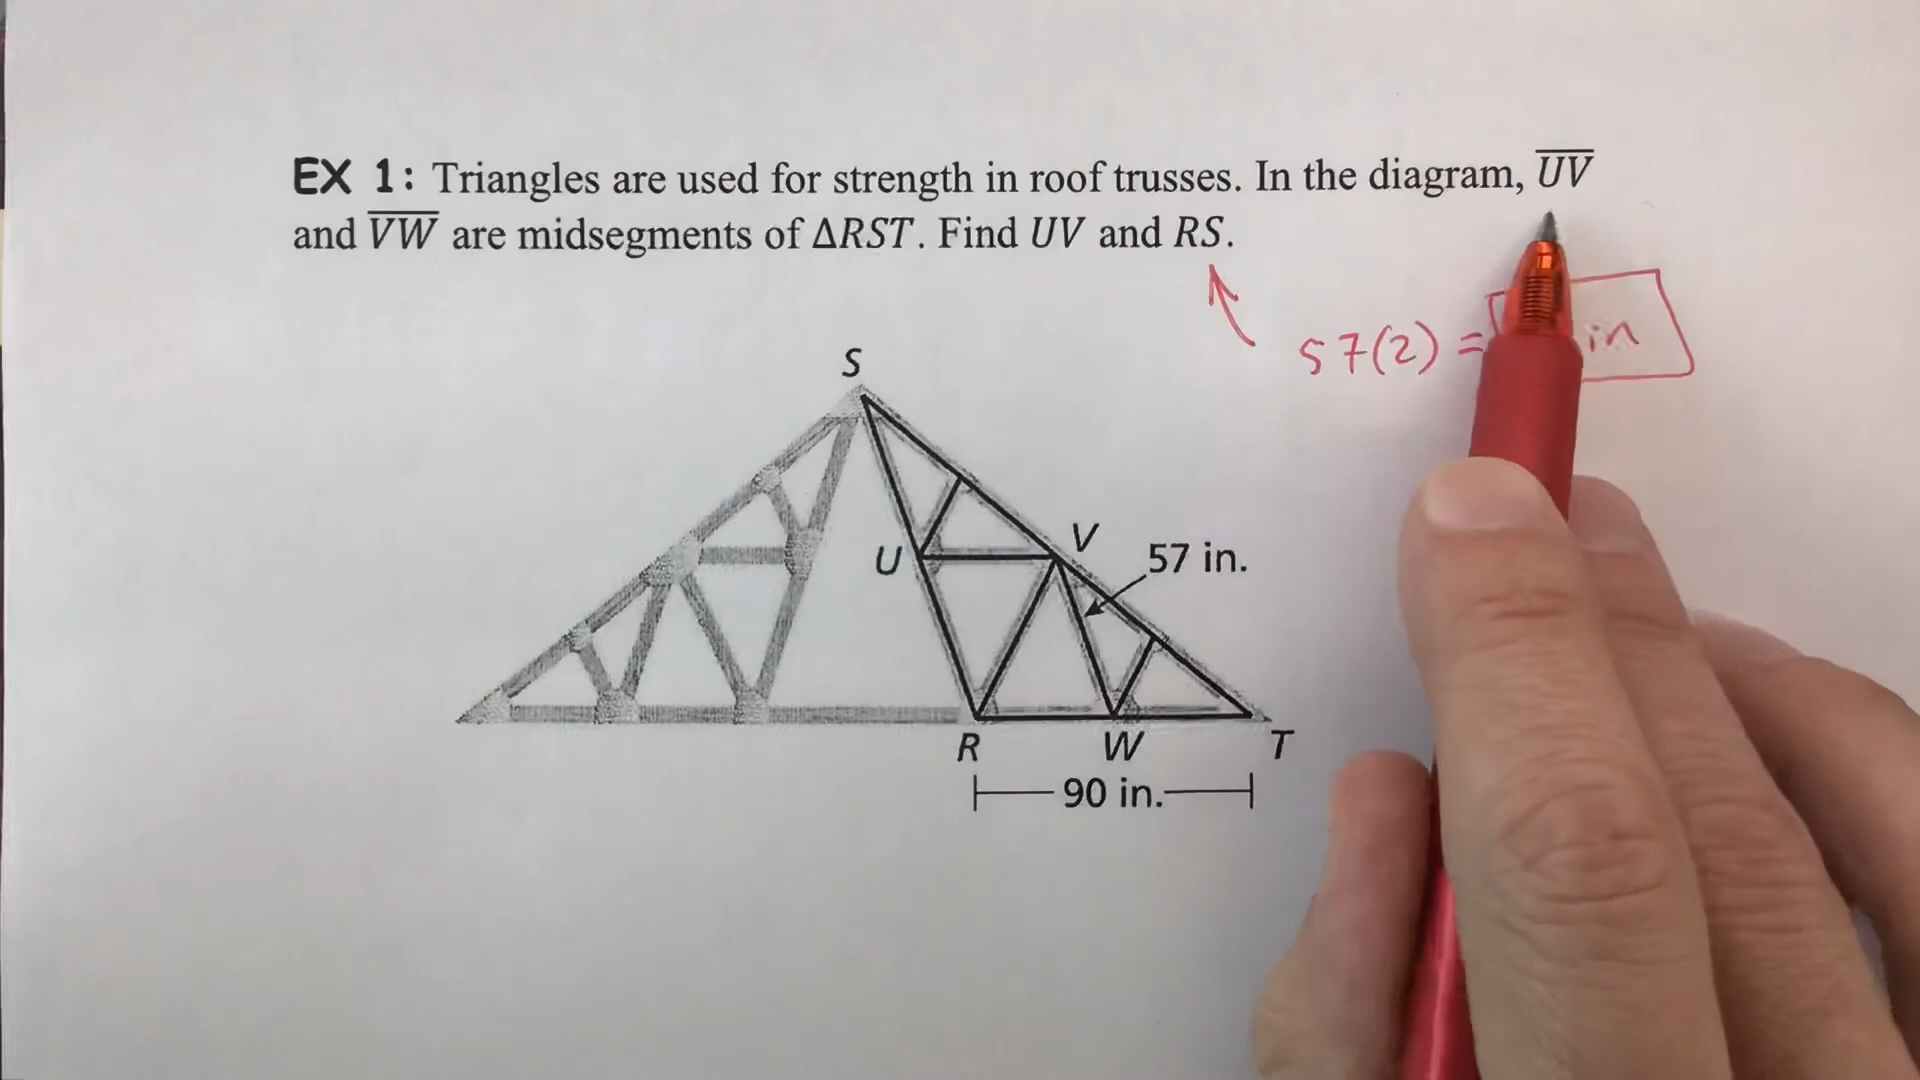 EX 1: Triangles are used for strength in roof trusses. In the diagram, UV
and VW are midsegments of ΔRST. Find UV and RS.
57(2) = in
S
V
57 in.
U
R W T
90 in.